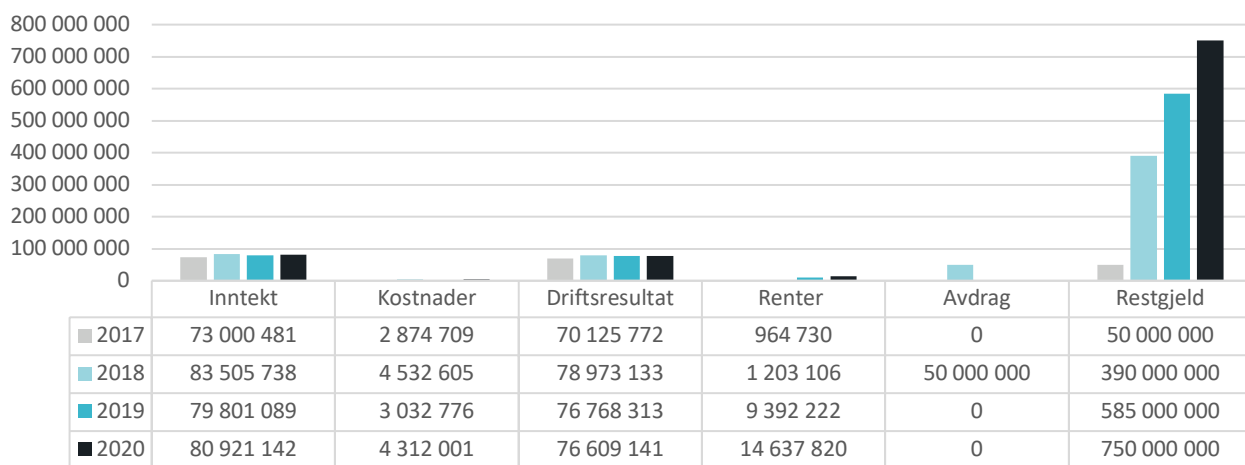 800 000 000
700 000 000
600 000 000
500 000 000
400 000 000
300 000 000
200 000 000
100 000 000
0
Inntekt Kostnader Driftsresultat Renter Avdrag Restgjeld
2017 73 000 481 2 874 709 70 125 772 964 730 0 50 000 000
2018 83 505 738 4 532 605 78 973 133 1 203 106 50 000 000 390 000 000
2019 79 801 089 3 032 776 76 768 313 9 392 222 0 585 000 000
2020 80 921 142 4 312 001 76 609 141 14 637 820 0 750 000 000